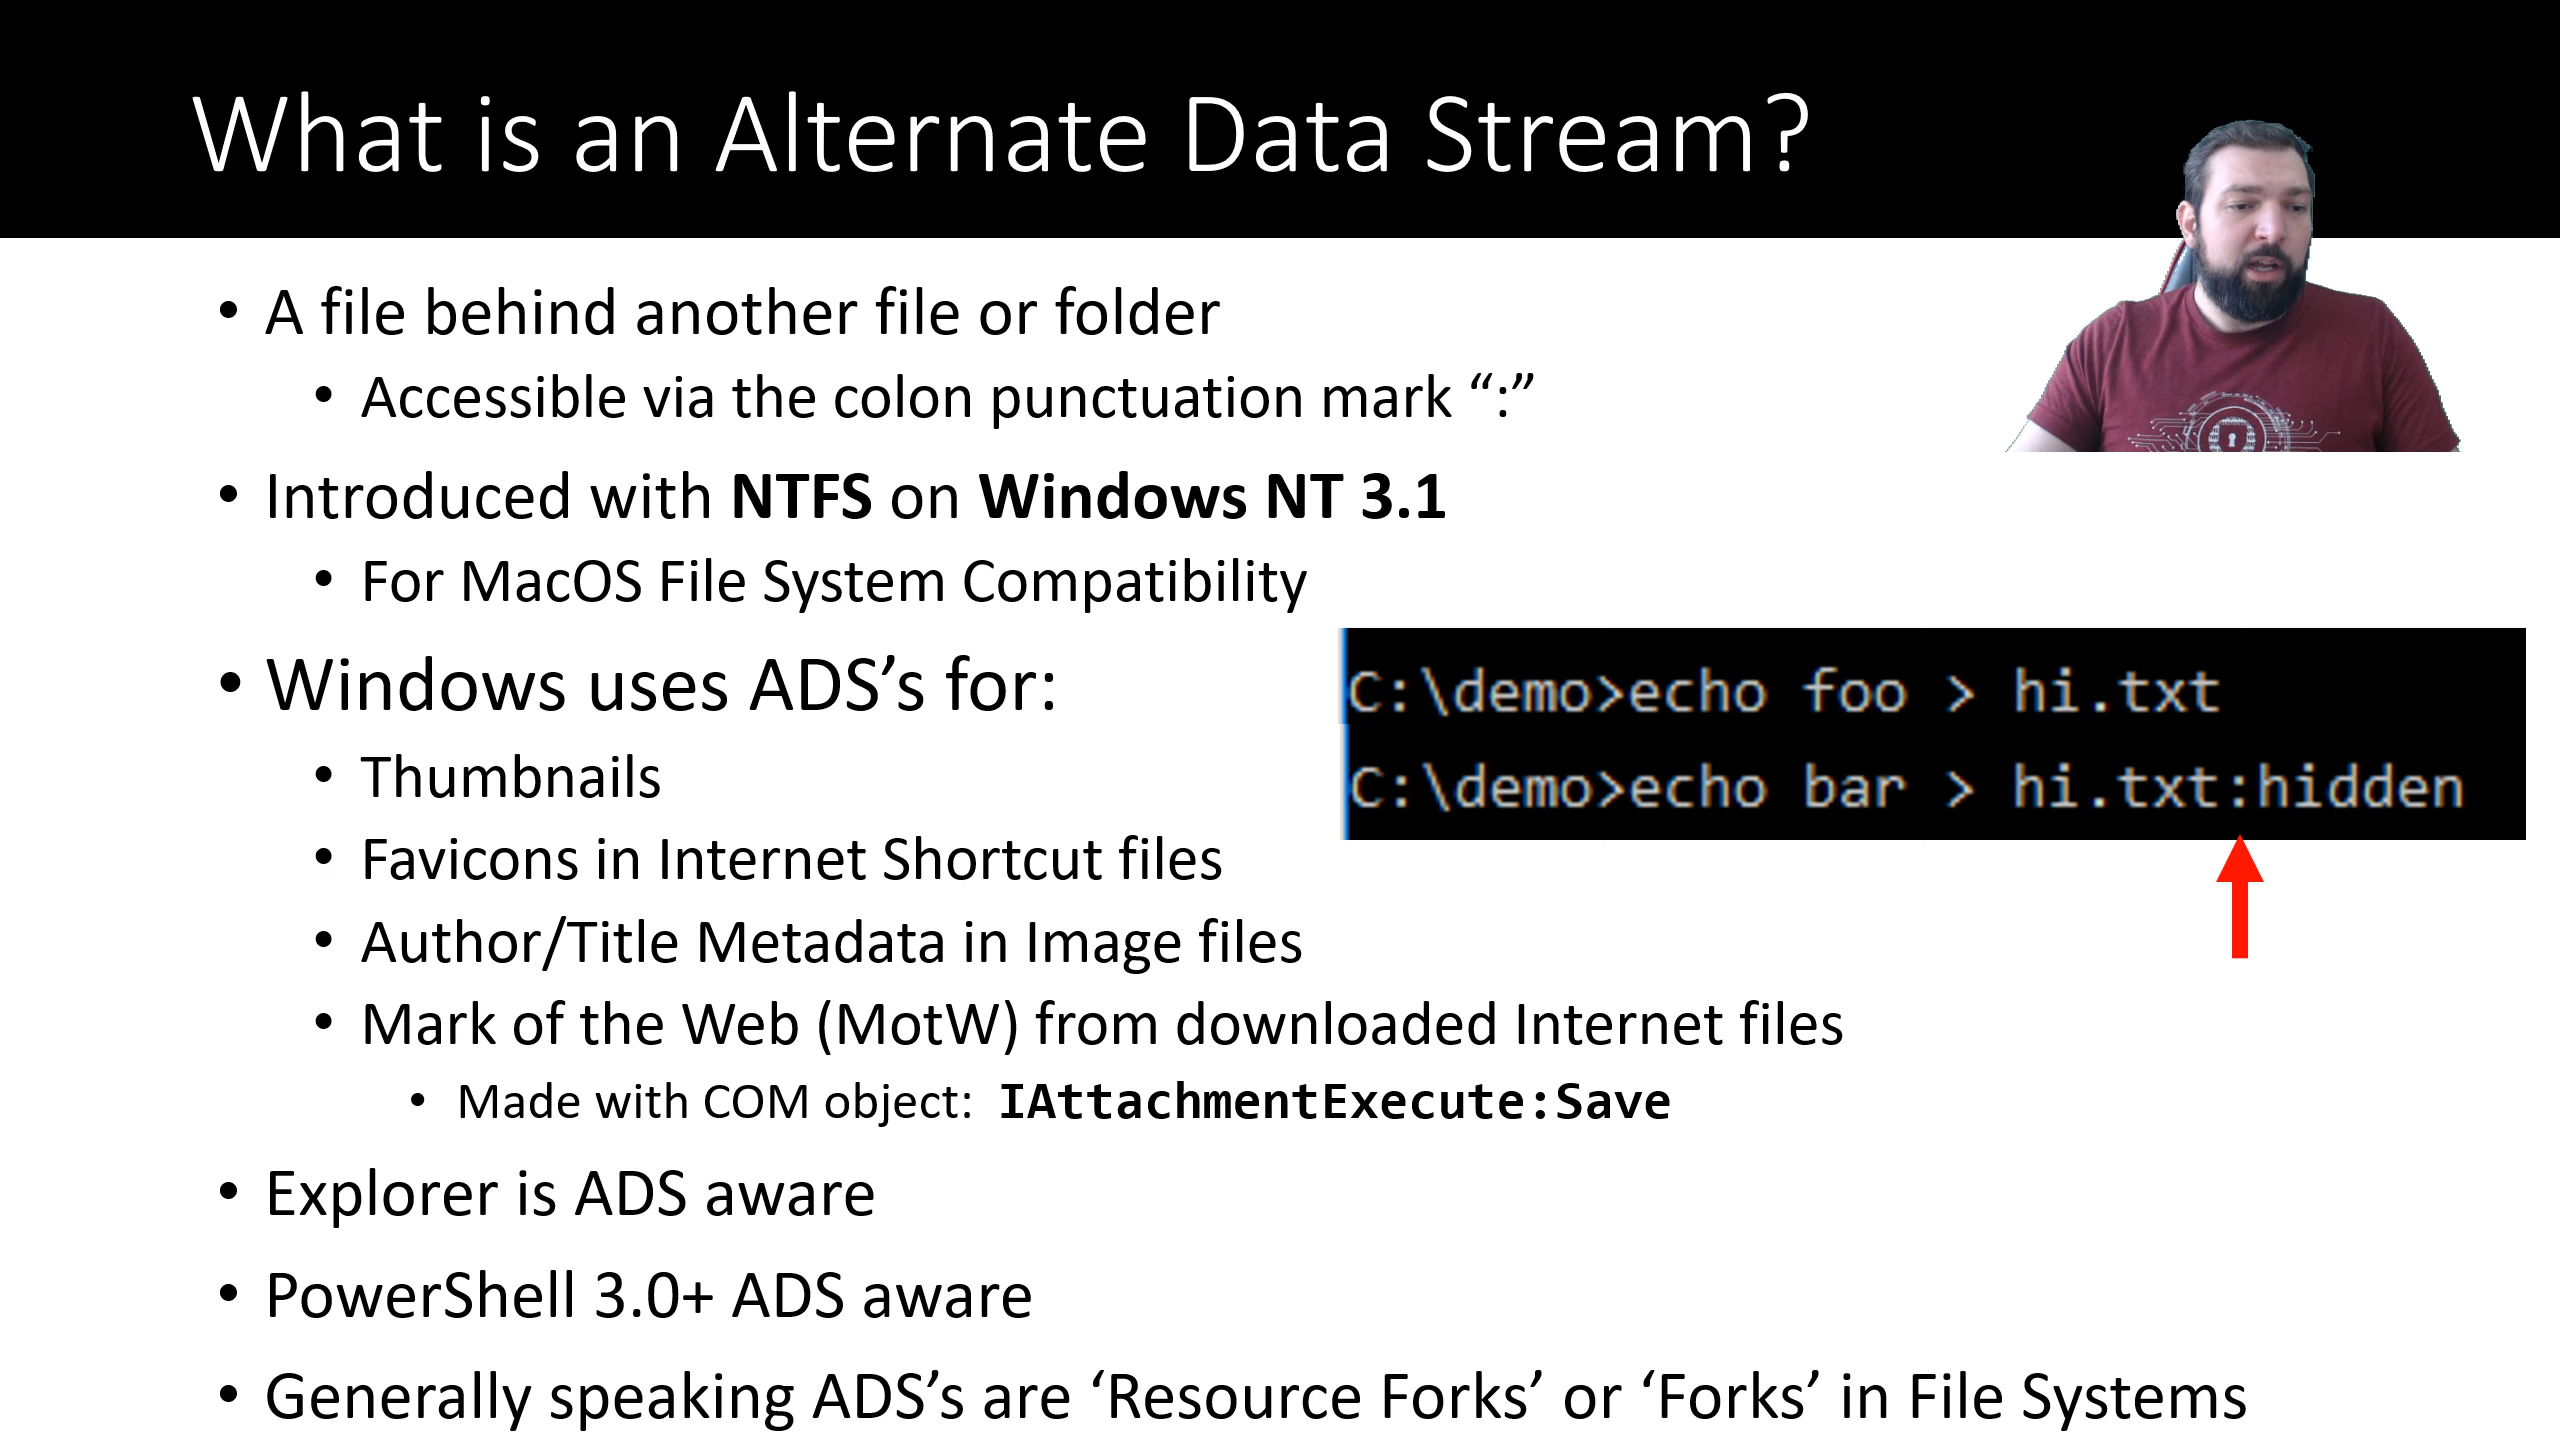 What is an Alternate Data Stream?
• A file behind another file or folder
• Accessible via the colon punctuation mark “:”
• Introduced with NTFS on Windows NT 3.1
• For MacOS File System Compatibility
• Windows uses ADS’s for:
C:\demo>echo foo > hi.txt
C:\demo>echo bar > hi.txt:hidden
• Thumbnails
• Favicons in Internet Shortcut files
• Author/Title Metadata in Image files
• Mark of the Web (MotW) from downloaded Internet files
• Made with COM object: IAttachmentExecute:Save
• Explorer is ADS aware
• PowerShell 3.0+ ADS aware
• Generally speaking ADS’s are ‘Resource Forks’ or ‘Forks’ in File Systems